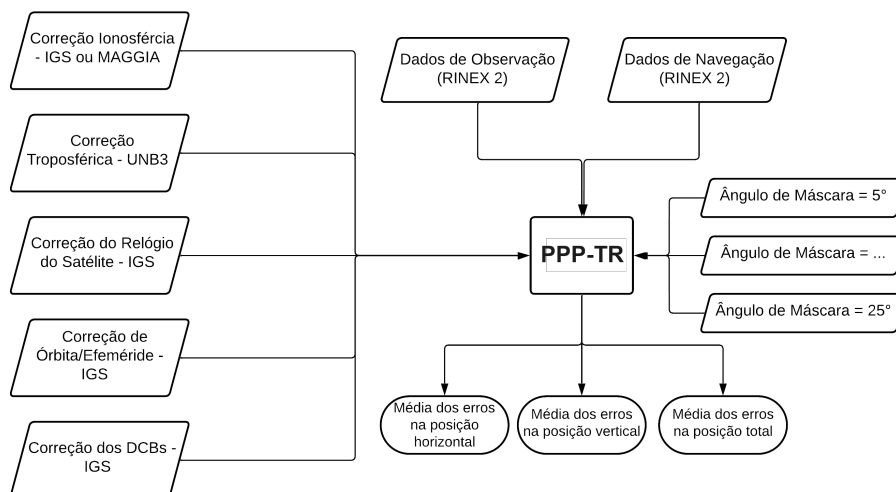 Correção Ionosfércia
- IGS ou MAGGIA
Correção
Troposférica - UNB3
Correção do Relógio
do Satélite - IGS
Correção de
Órbita/Efeméride -
IGS
Correção dos DCBs -
IGS
Dados de Observação
(RINEX 2)
Dados de Navegação
(RINEX 2)
PPP-TR
Ângulo de Máscara = 5°
Ângulo de Máscara = ...
Ângulo de Máscara = 25°
Média dos erros
na posição
horizontal
Média dos erros
na posição vertical
Média dos erros
na posição total